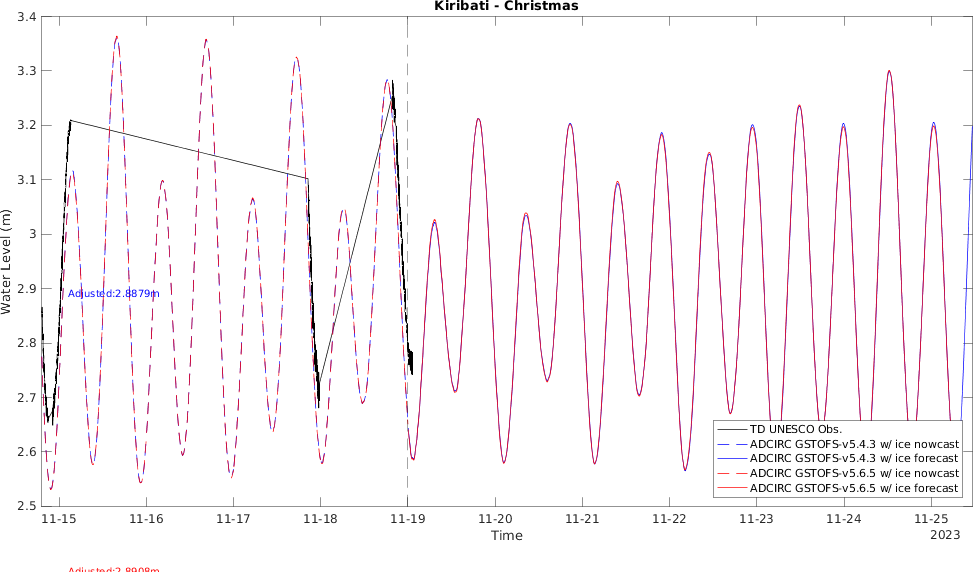 Kiribati - Christmas
3.4
3.3
3.2
3.1
3
2.9
2.8
2.7
2.6
2.5
Water Level (m)
Adjusted:2.8879m
TD UNESCO Obs.
ADCIRC GSTOFS-v5.4.3 w/ ice nowcast
ADCIRC GSTOFS-v5.4.3 w/ ice forecast
ADCIRC GSTOFS-v5.6.5 w/ ice nowcast
ADCIRC GSTOFS-v5.6.5 w/ ice forecast
11-15 11-16 11-17 11-18 11-19 11-20 11-21 11-22 11-23 11-24 11-25
Time
2023
Adjusted:2.8908m